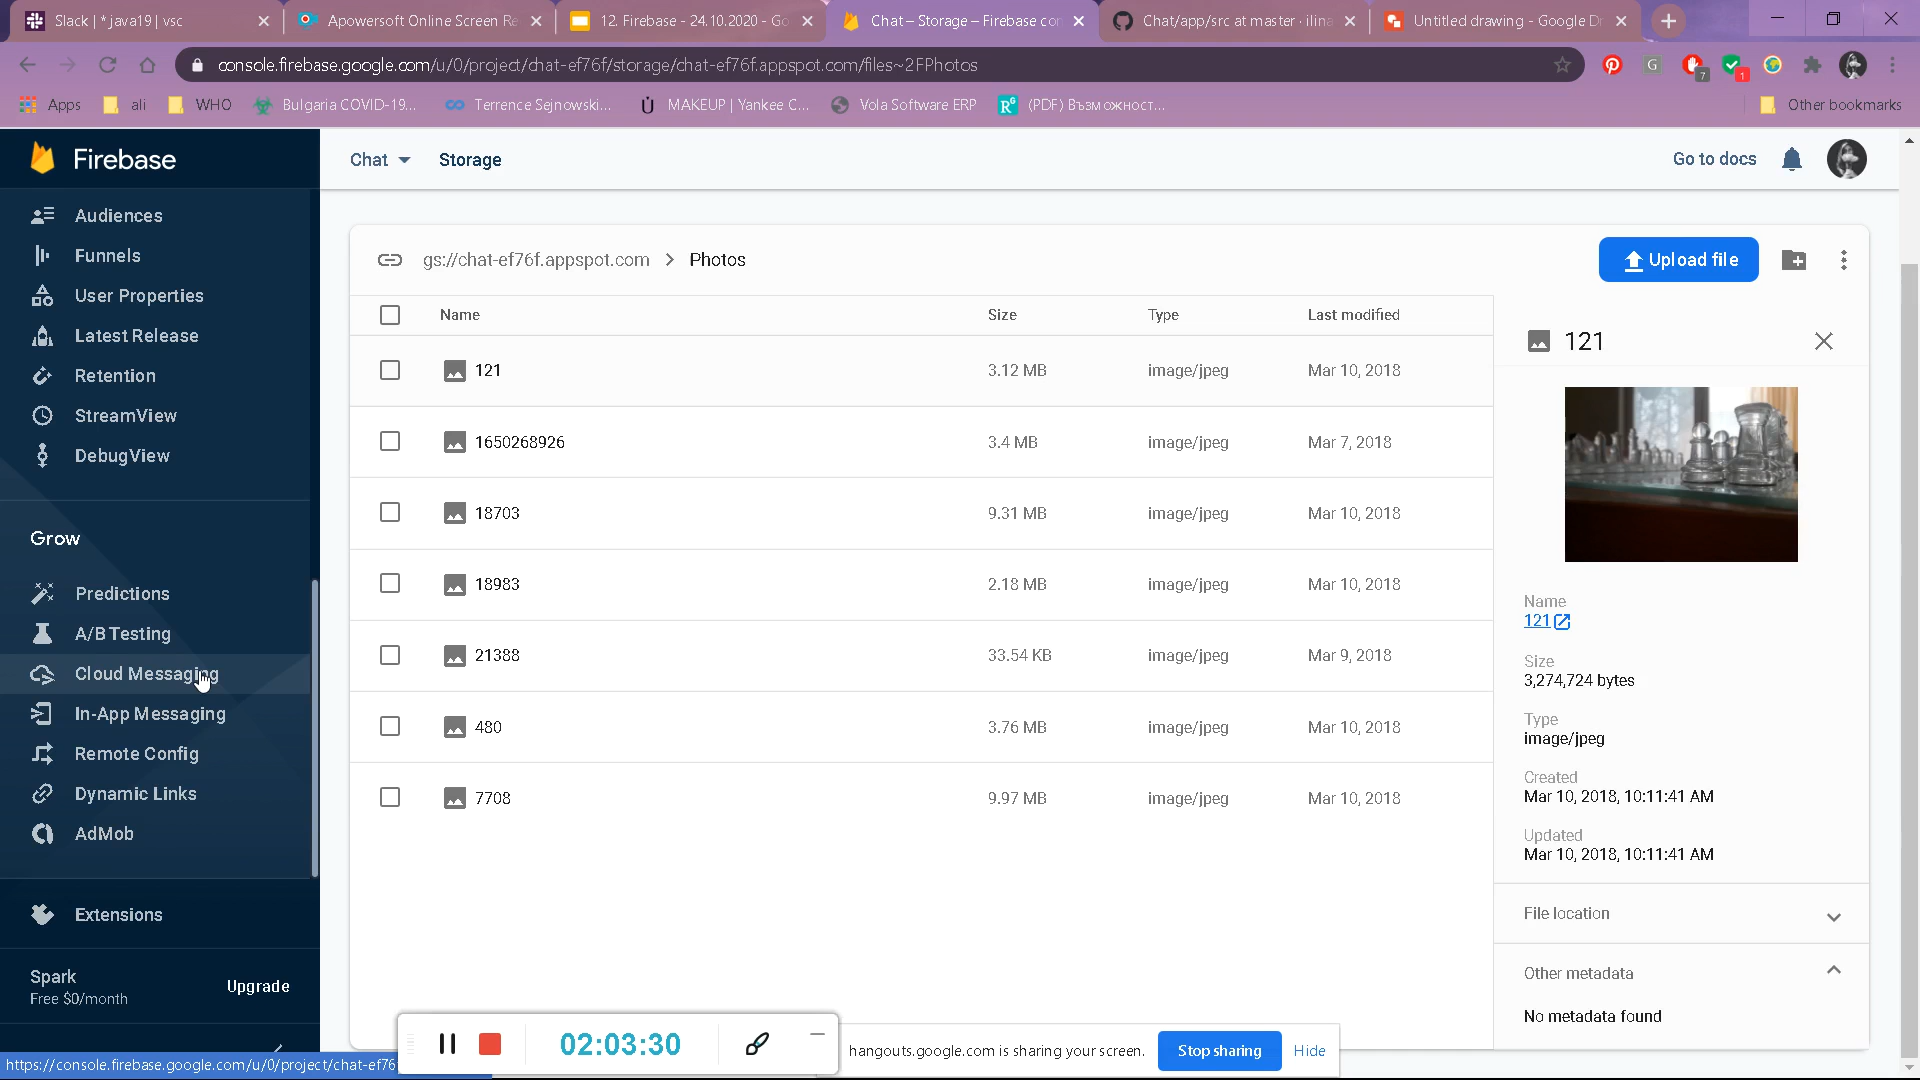 Slack | *java19 | vsc
Apowersoft Online Screen Re
12. Firebase - 24.10.2020 - Go
Chat – Storage – Firebase con
Chat/app/src at master · ilina
Untitled drawing - Google Dr
console.firebase.google.com/u/0/project/chat-ef76f/storage/chat-ef76f.appspot.com/files~2FPhotos
G
7
1
Apps
ali
WHO
Bulgaria COVID-19...
Terrence Sejnowski...
MAKEUP | Yankee C...
Vola Software ERP
(PDF) Възможност...
Other bookmarks
Firebase
Chat
Storage
Go to docs
Audiences
Funnels
User Properties
Latest Release
Retention
StreamView
DebugView
Grow
Predictions
A/B Testing
Cloud Messaging
In-App Messaging
Remote Config
Dynamic Links
AdMob
Extensions
Spark
Free $0/month
Upgrade
gs://chat-ef76f.appspot.com > Photos
Upload file
Name Size Type Last modified
121 3.12 MB image/jpeg Mar 10, 2018
1650268926 3.4 MB image/jpeg Mar 7, 2018
18703 9.31 MB image/jpeg Mar 10, 2018
18983 2.18 MB image/jpeg Mar 10, 2018
21388 33.54 KB image/jpeg Mar 9, 2018
480 3.76 MB image/jpeg Mar 10, 2018
7708 9.97 MB image/jpeg Mar 10, 2018
121
Name
121
Size
3,274,724 bytes
Type
image/jpeg
Created
Mar 10, 2018, 10:11:41 AM
Updated
Mar 10, 2018, 10:11:41 AM
File location
Other metadata
No metadata found
02:03:30
hangouts.google.com is sharing your screen.
Stop sharing
Hide
https://console.firebase.google.com/u/0/project/chat-ef76